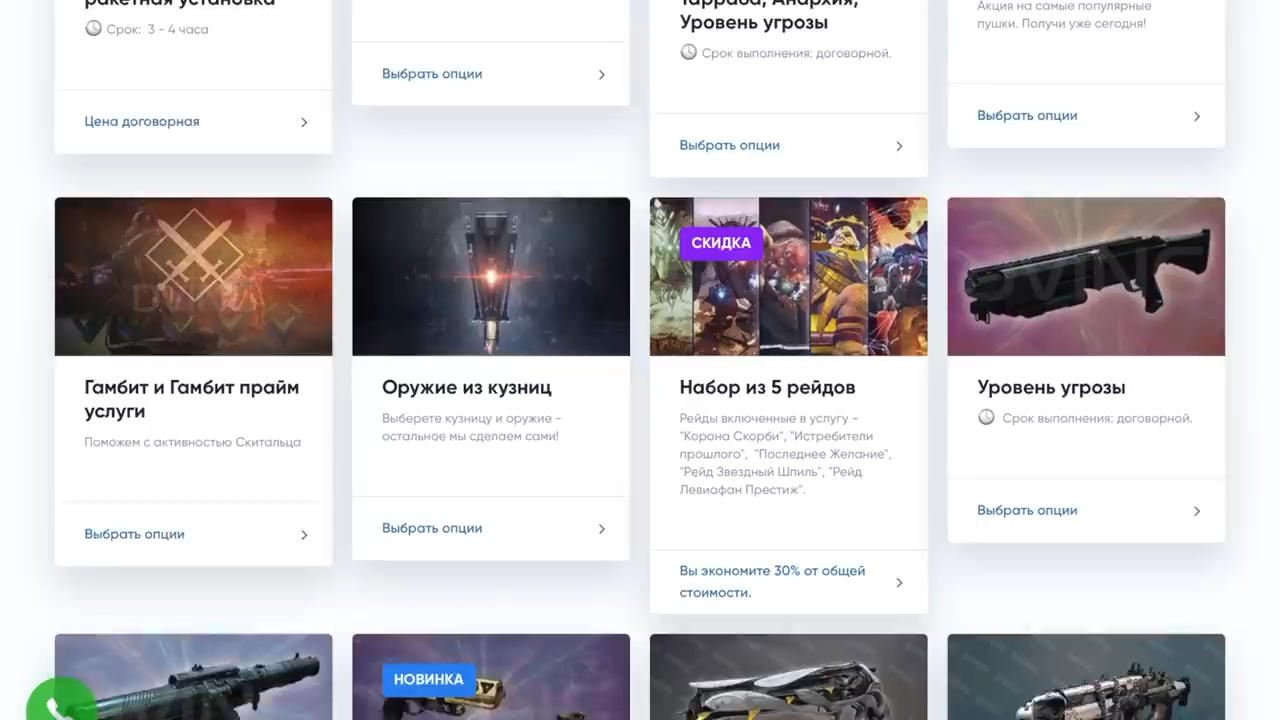 ракетная установка
Срок: 3 - 4 часа
Цена договорная
Выбрать опции
Тарраба, Анархия,
Уровень угрозы
Срок выполнения: договорной.
Выбрать опции
Акция на самые популярные
пушки. Получи уже сегодня!
Выбрать опции
Гамбит и Гамбит прайм
услуги
Поможем с активностью Скитальца
Выбрать опции
Оружие из кузниц
Выберете кузницу и оружие -
остальное мы сделаем сами!
Выбрать опции
СКИДКА
Набор из 5 рейдов
Рейды включенные в услугу -
"Корона Скорби", "Истребители
прошлого", "Последнее Желание",
"Рейд Звездный Шпиль", "Рейд
Левиафан Престиж".
Вы экономите 30% от общей
стоимости.
Уровень угрозы
Срок выполнения: договорной.
Выбрать опции
НОВИНКА